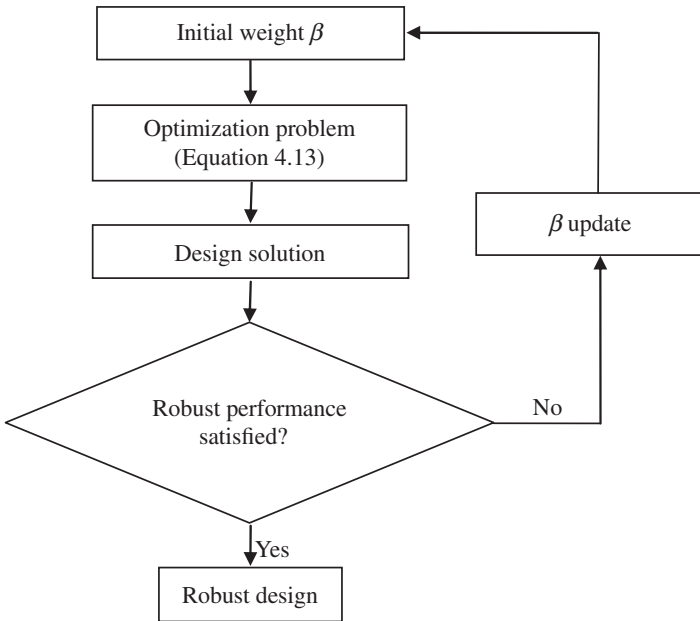 Initial weight β
Optimization problem
(Equation 4.13)
β update
Design solution
Robust performance
satisfied?
No
Yes
Robust design